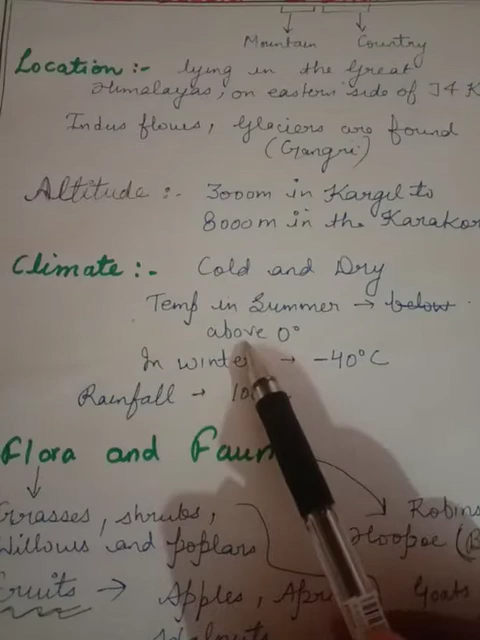 Mountain Country
Location :- lying in the Great
Himalayas, on eastern side of J & K
Indus flows, Glaciers are found
(Gangri)
Altitude :- 3000m in Kargil to
8000m in the Karakor
Climate :- Cold and Dry
Temp in Summer → below
above 0°
In winter → -40°C
Rainfall → 10
Flora and Faun
Grasses, shrubs, Robins
Willows and poplars Hoopoe (B
Fruits → Apples, Apr Goats